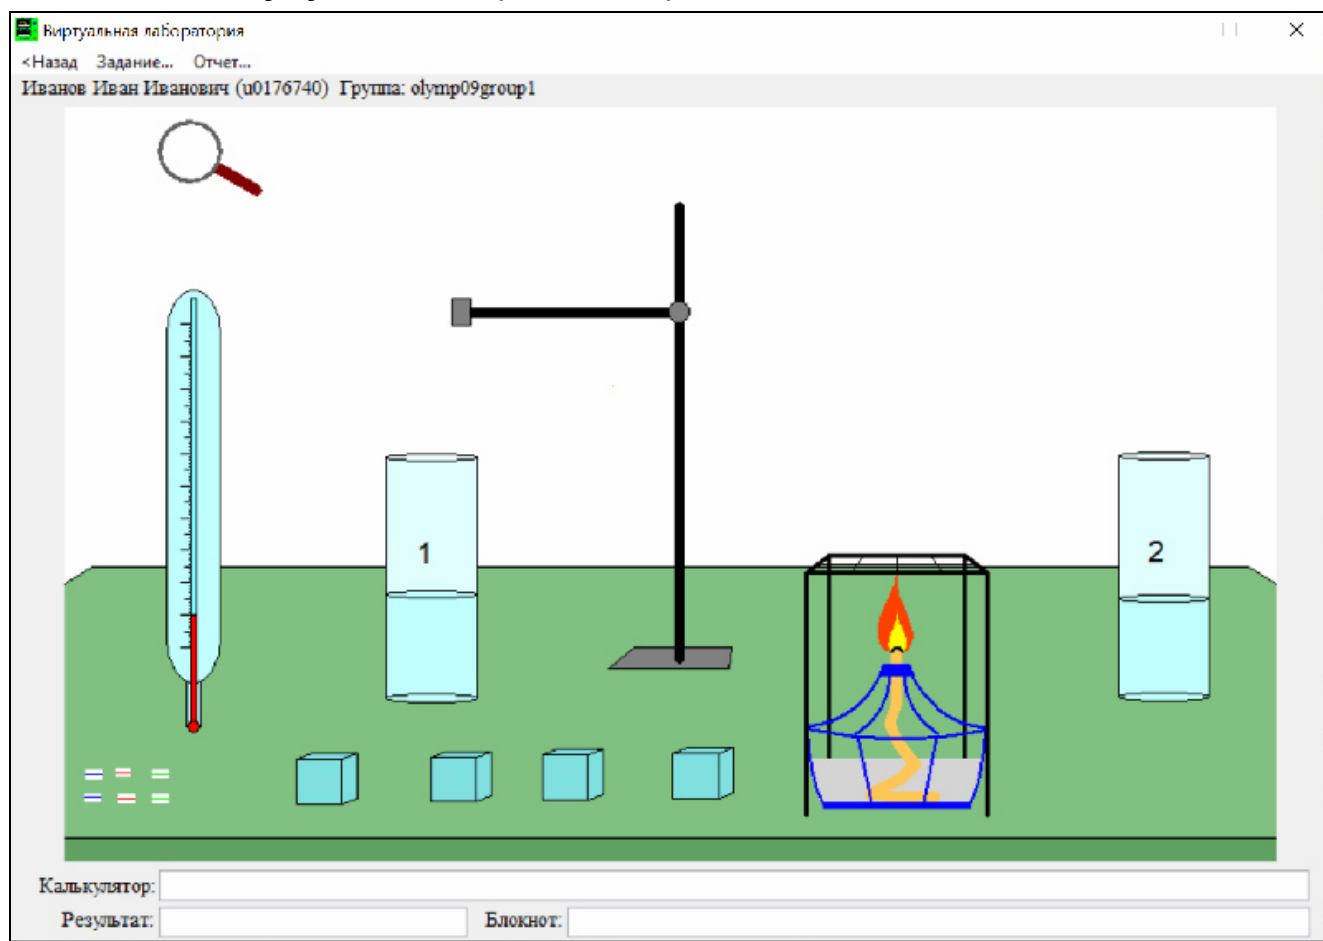 Виртуальная лаборатория
<Назад Задание... Отчет...
Иванов Иван Иванович (u0176740) Группа: olymp09group1
1
2
Калькулятор:
Результат: Блокнот: